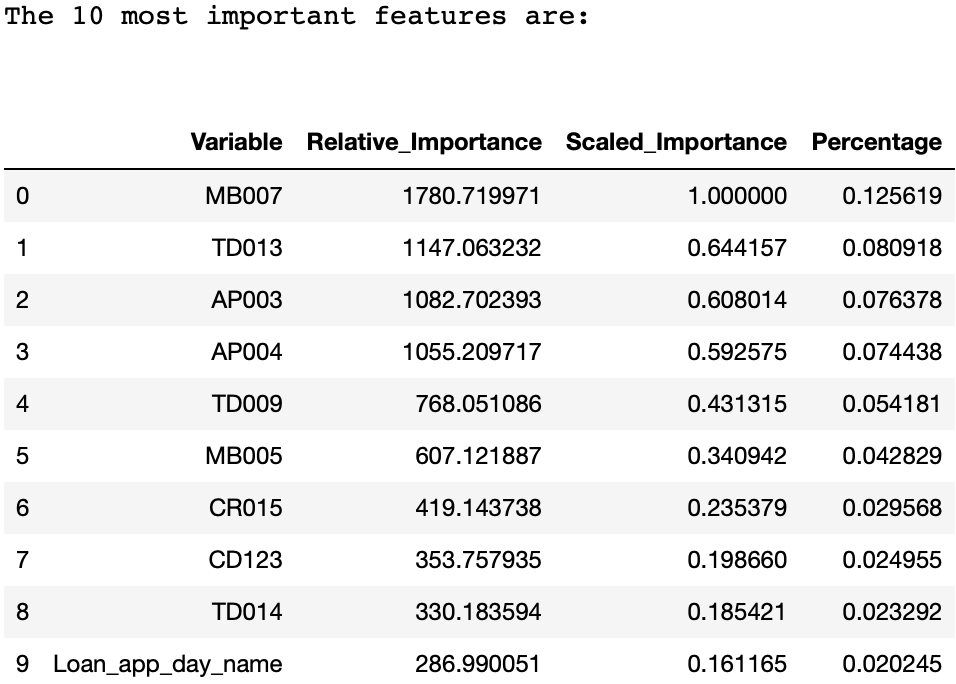 The 10 most important features are:
Variable Relative_Importance Scaled_Importance Percentage
0 MB007 1780.719971 1.000000 0.125619
1 TD013 1147.063232 0.644157 0.080918
2 AP003 1082.702393 0.608014 0.076378
3 AP004 1055.209717 0.592575 0.074438
4 TD009 768.051086 0.431315 0.054181
5 MB005 607.121887 0.340942 0.042829
6 CR015 419.143738 0.235379 0.029568
7 CD123 353.757935 0.198660 0.024955
8 TD014 330.183594 0.185421 0.023292
9 Loan_app_day_name 286.990051 0.161165 0.020245